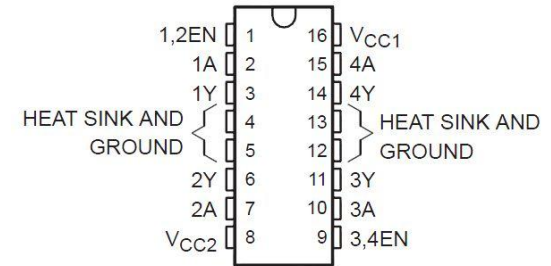 1,2EN 1 16 VCC1
1A 2 15 4A
1Y 3 14 4Y
HEAT SINK AND 4 13 HEAT SINK AND
GROUND 5 12 GROUND
2Y 6 11 3Y
2A 7 10 3A
VCC2 8 9 3,4EN